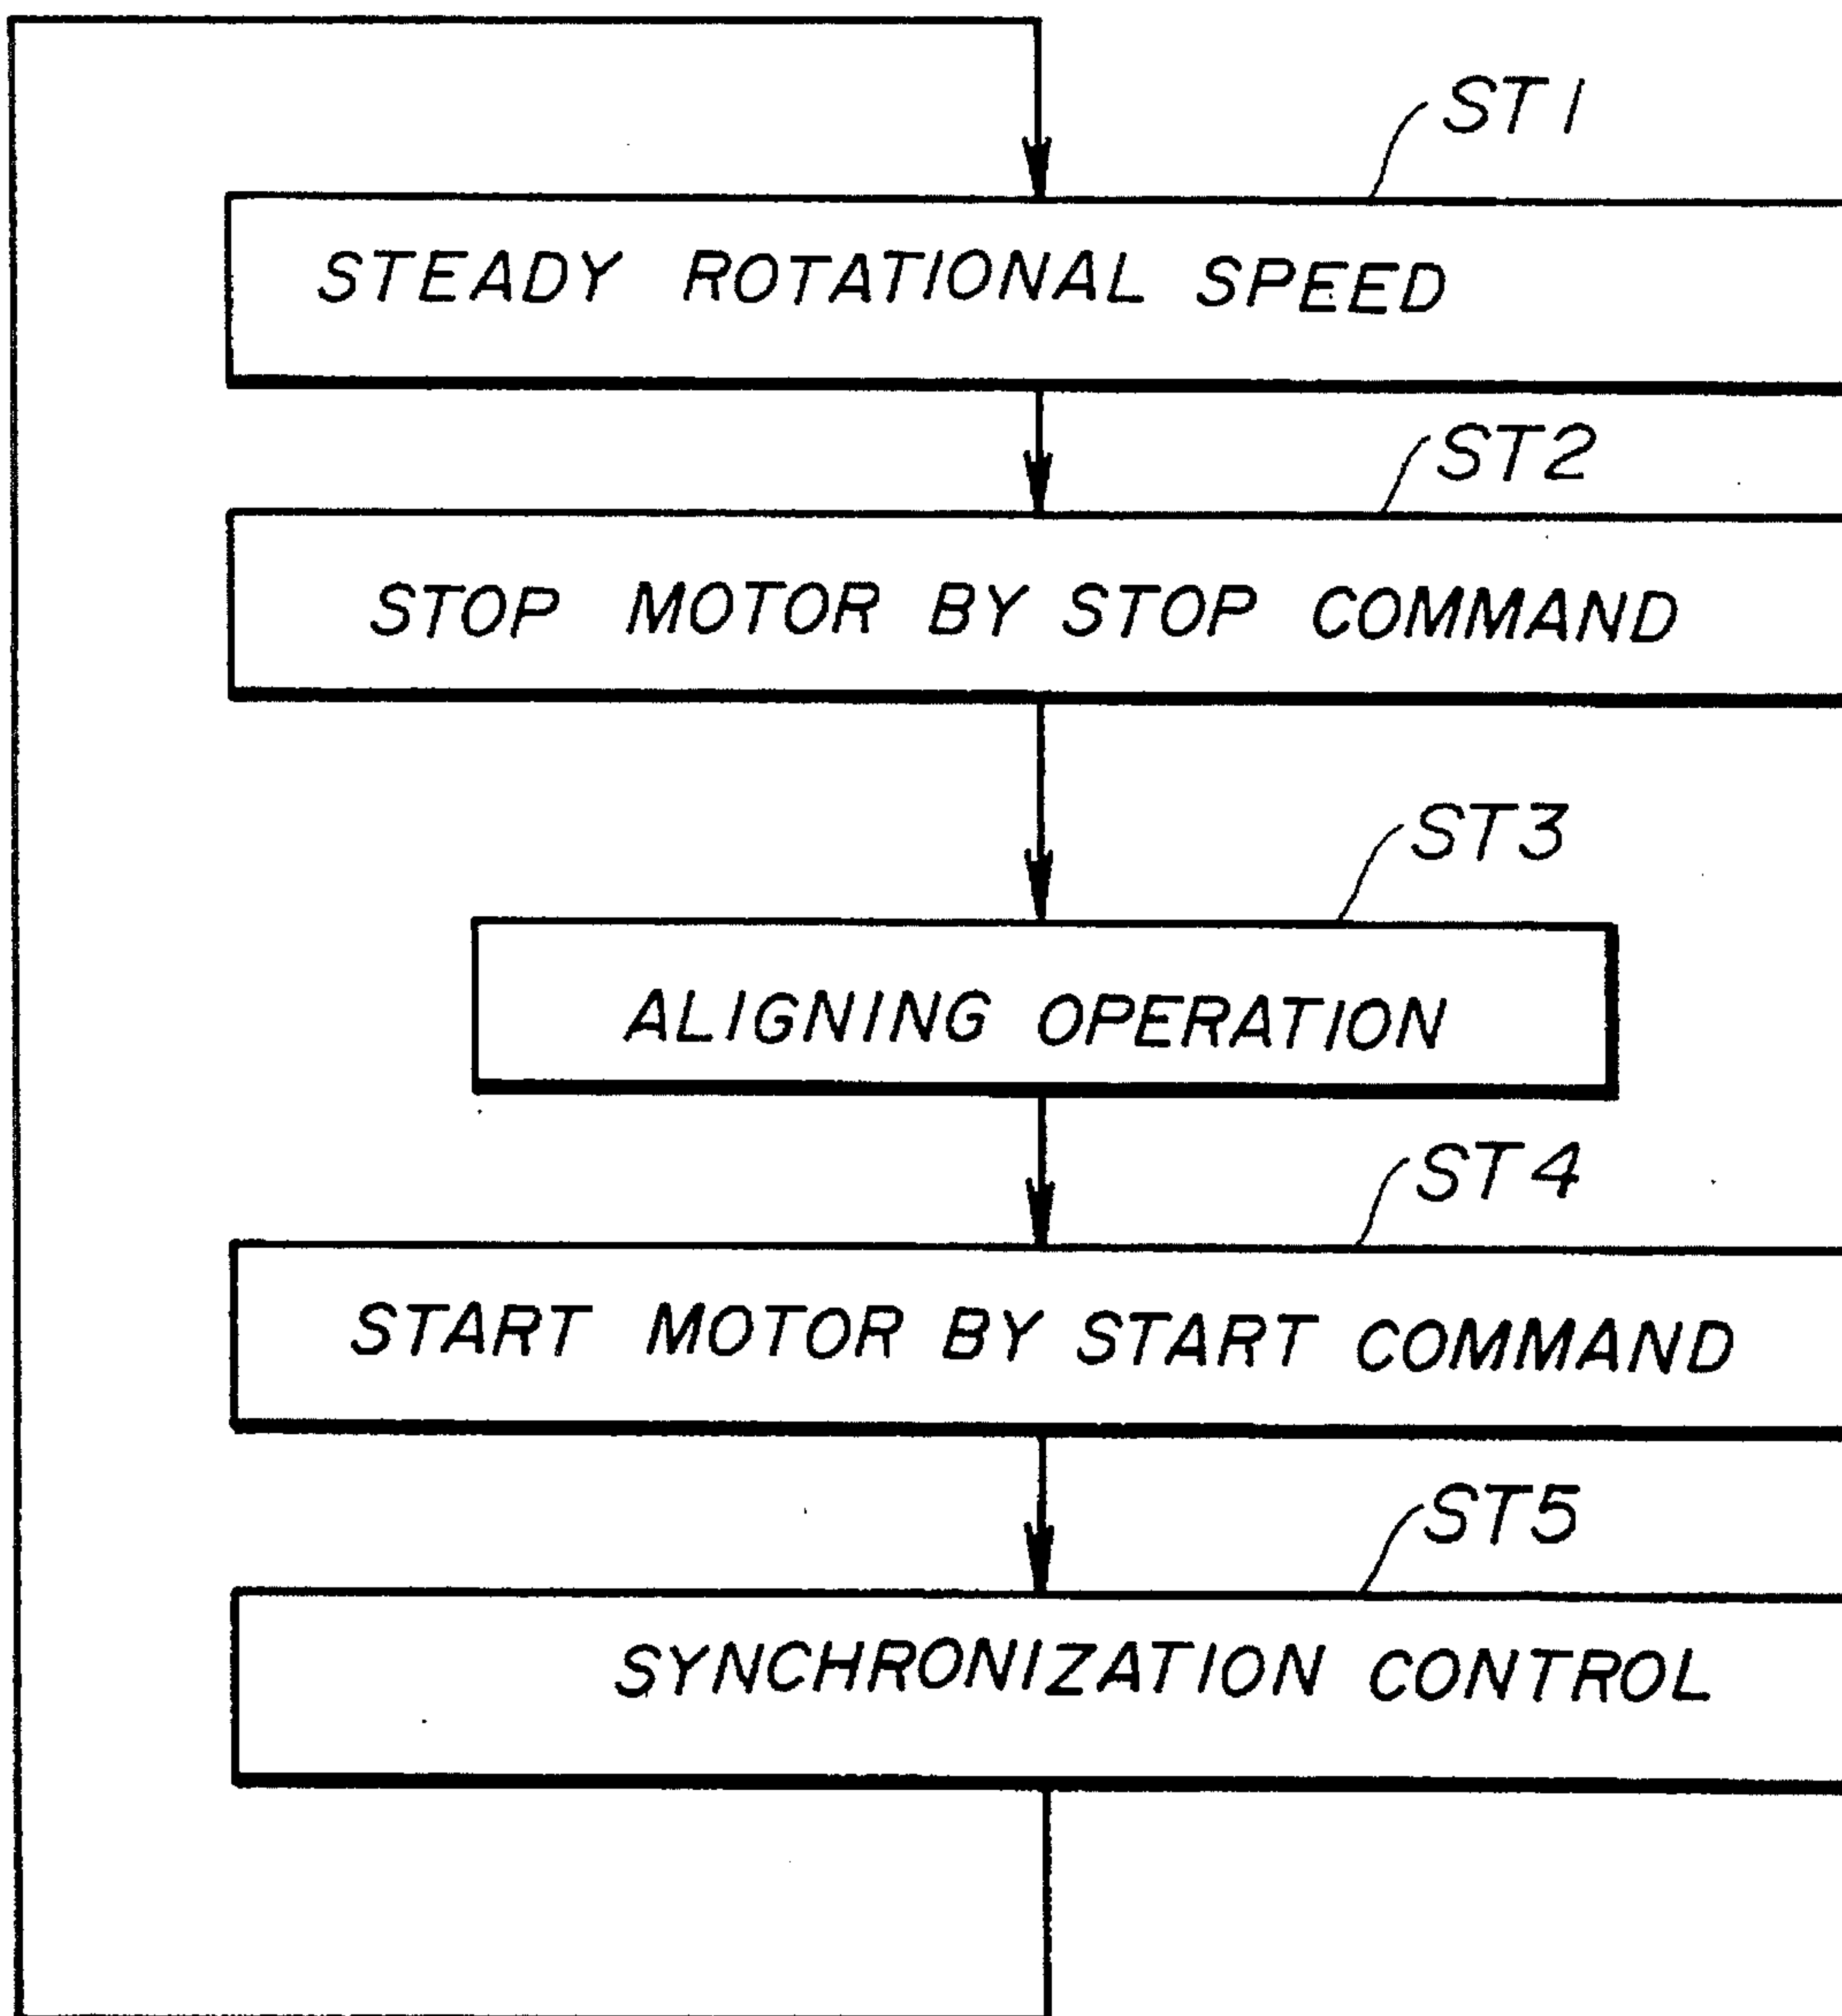 ST1
STEADY ROTATIONAL SPEED
ST2
STOP MOTOR BY STOP COMMAND
ST3
ALIGNING OPERATION
ST4
START MOTOR BY START COMMAND
ST5
SYNCHRONIZATION CONTROL